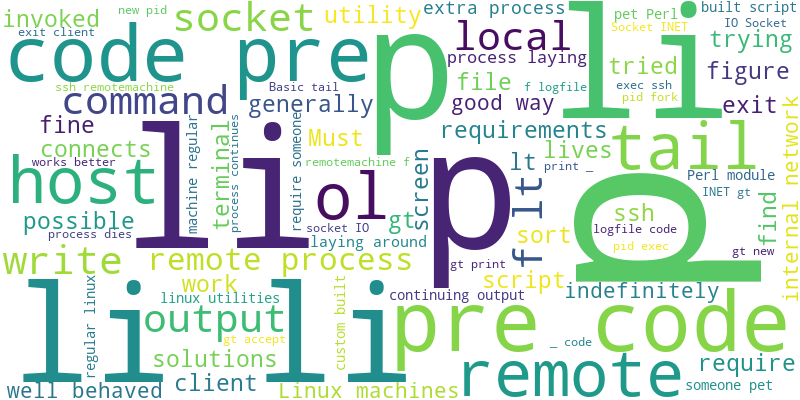 invoked
new pid
socket
utility
extra process
li
pet Perl
built script
exit client
Socket INET
IO Socket
code pre
p
local
tried
trying
ssh remotemachine
process laying
file
exec ssh
figure
command
Basic tail
generally
f logfile
good way
pid fork
exit
fine
li
machine regular
terminal
process continues
require someone
Must
requirements
tail
internal network
connects
works better
remotemachine f
lt
lives
print _
Perl module
host
ol
screen
p
f lt
q
INET gt
find
possible
gt
ssh
process dies
socket IO
logfile code
laying around
sort
pid exec
write
remote process
gt print
gt new
script
li
regular linux
work
li
continuing output
indefinitely
linux utilities
output
custom built
pre code
gt accept
_ code
solutions
remote
require
well behaved
client
Linux machines
someone pet